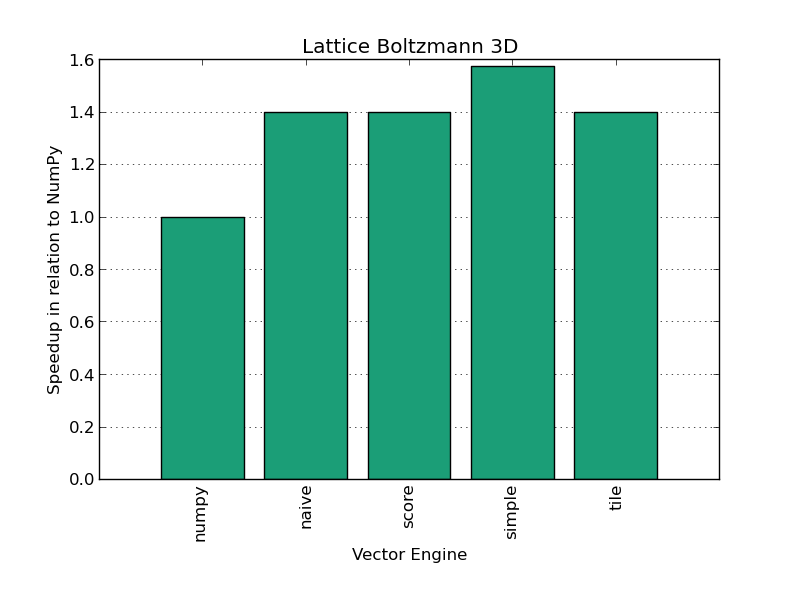 Lattice Boltzmann 3D
Speedup in relation to NumPy
1.6
1.4
1.2
1.0
0.8
0.6
0.4
0.2
0.0
numpy
naive
score
simple
tile
Vector Engine